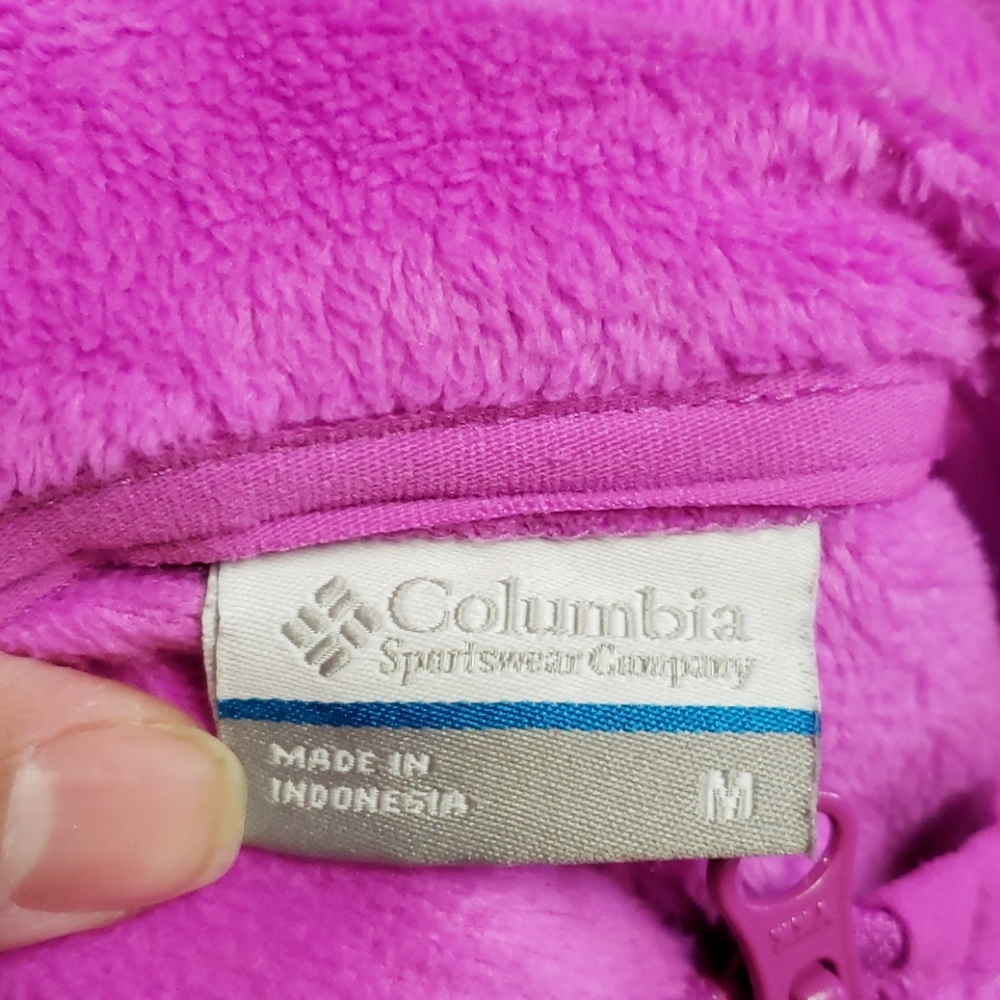 Columbia
Sportswear Company
MADE IN
INDONESIA
M